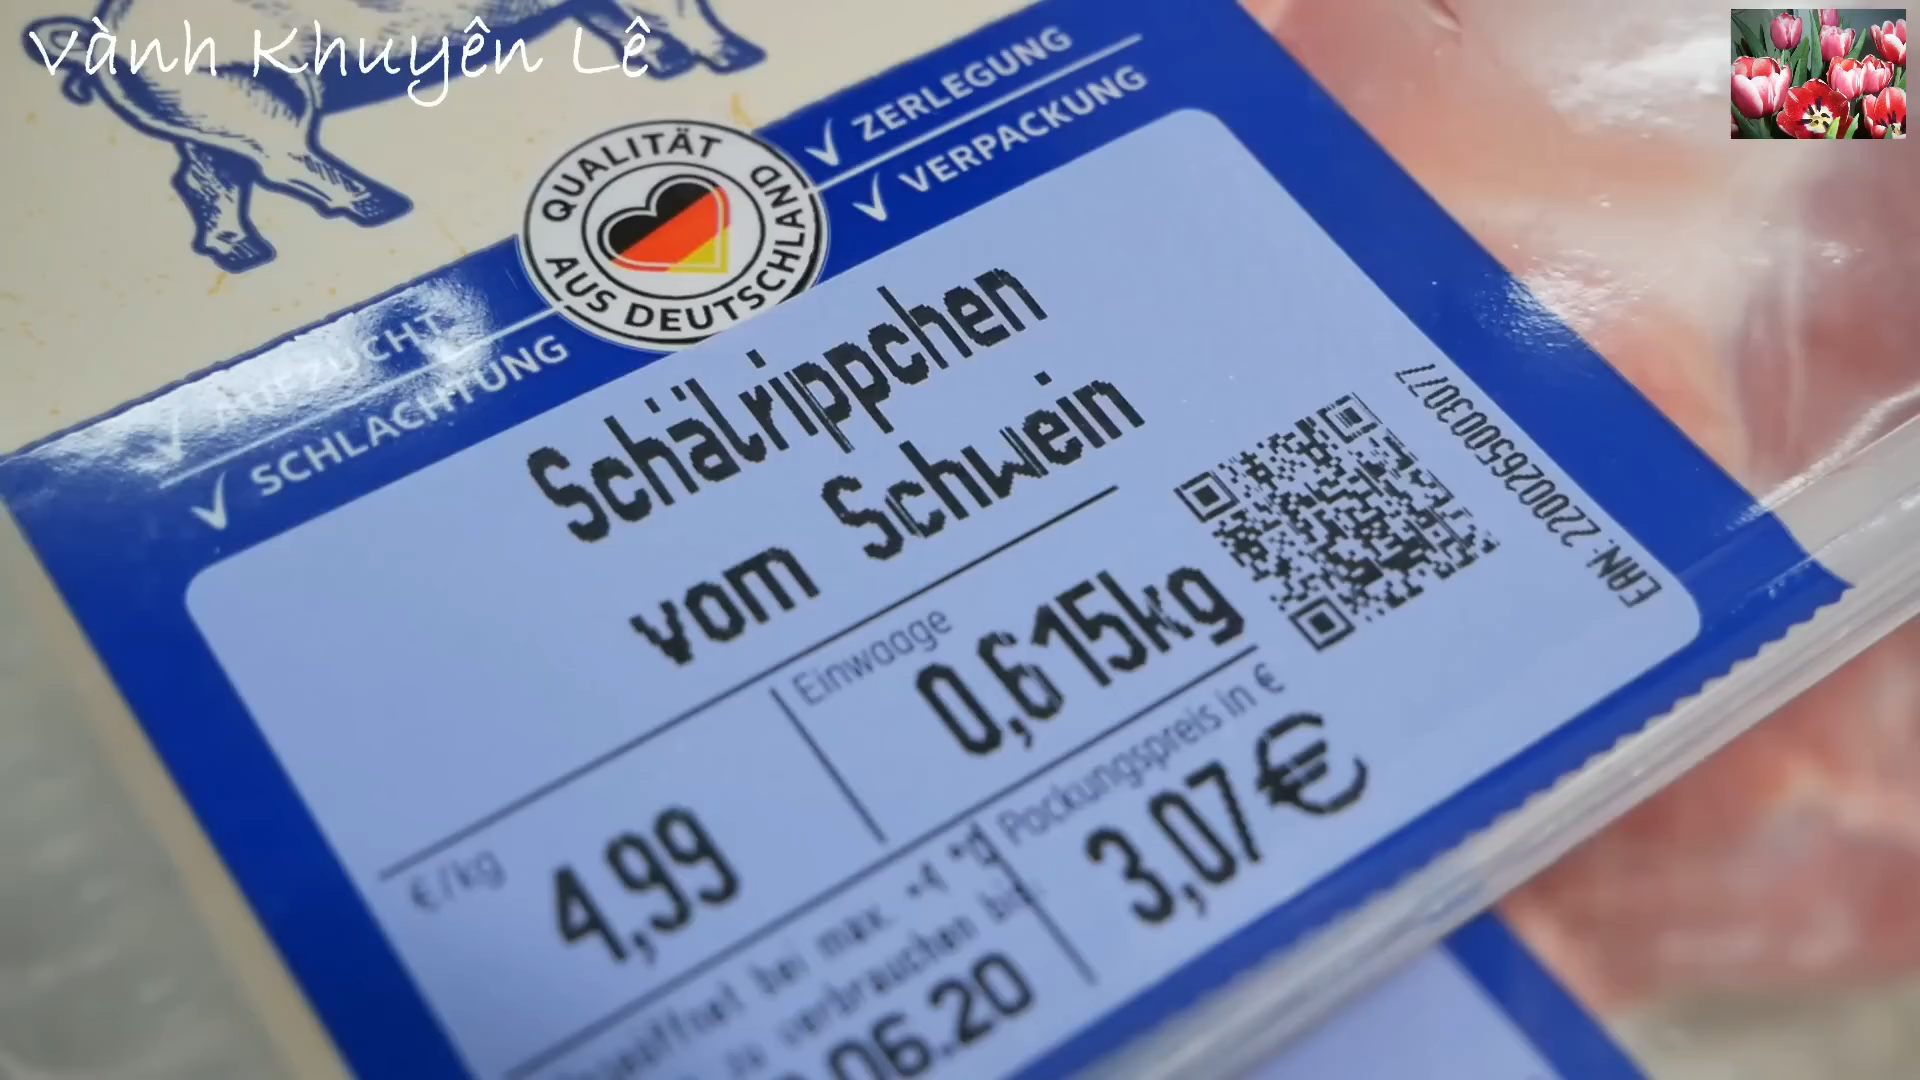 Vành Khuyên Lê
ZERLEGUNG
VERPACKUNG
QUALITÄT AUS DEUTSCHLAND
AUFZUCHT
SCHLACHTUNG
Schälrippchen
vom Schwein
EAN: 2200265003077
Einwaage
0,615kg
€/kg
4,99
Packungspreis in €
3,07€
bei max. +4 °C
zu verbrauchen bis:
06.20